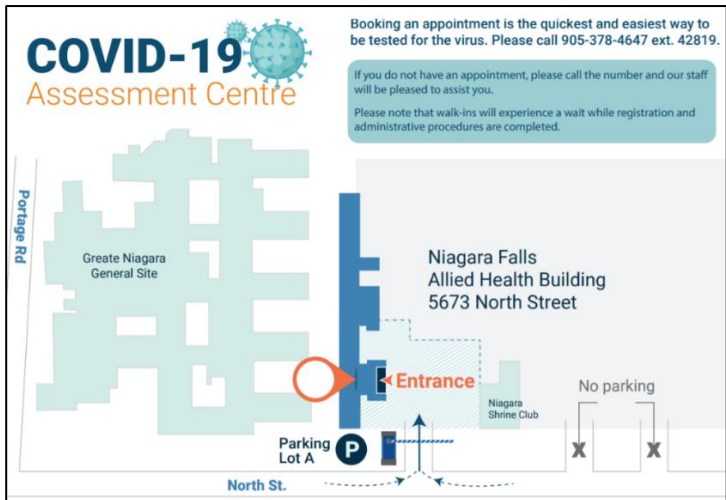 COVID-19
Assessment Centre
Booking an appointment is the quickest and easiest way to
be tested for the virus. Please call 905-378-4647 ext. 42819.
If you do not have an appointment, please call the number and our staff
will be pleased to assist you.
Please note that walk-ins will experience a wait while registration and
administrative procedures are completed.
Portage Rd
Greate Niagara
General Site
Niagara Falls
Allied Health Building
5673 North Street
Entrance
Niagara
Shrine Club
No parking
X
X
Parking
Lot A
P
North St.